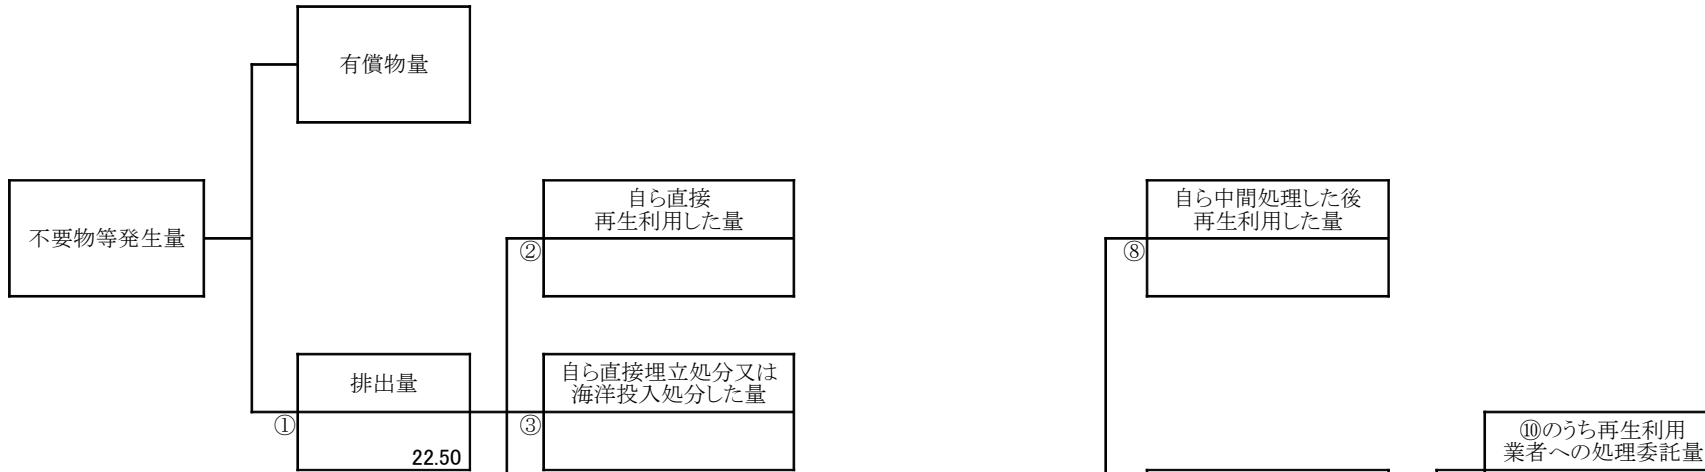 有償物量
不要物等発生量
自ら直接
再生利用した量
②
自ら中間処理した後
再生利用した量
⑧
排出量
①
22.50
自ら直接埋立処分又は
海洋投入処分した量
③
⑩のうち再生利用
業者への処理委託量